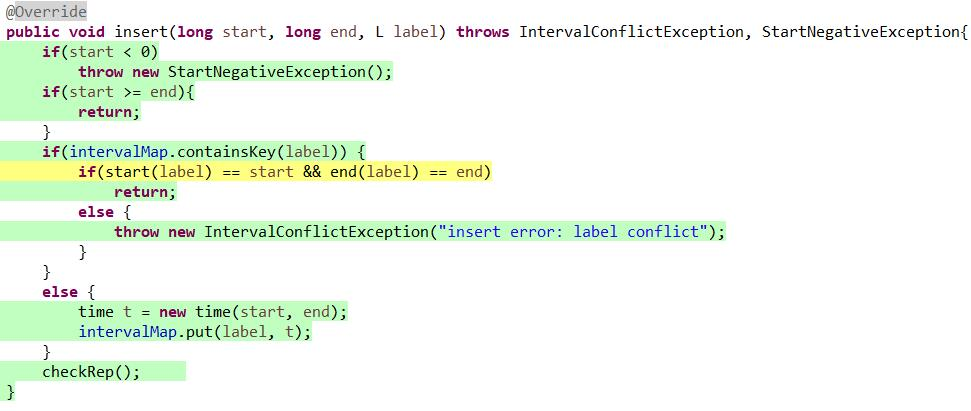 @Override
public void insert(long start, long end, L label) throws IntervalConflictException, StartNegativeException{
    if(start < 0)
        throw new StartNegativeException();
    if(start >= end){
        return;
    }
    if(intervalMap.containsKey(label)) {
        if(start(label) == start && end(label) == end)
            return;
        else {
            throw new IntervalConflictException("insert error: label conflict");
        }
    }
    else {
        time t = new time(start, end);
        intervalMap.put(label, t);
    }
    checkRep();
}